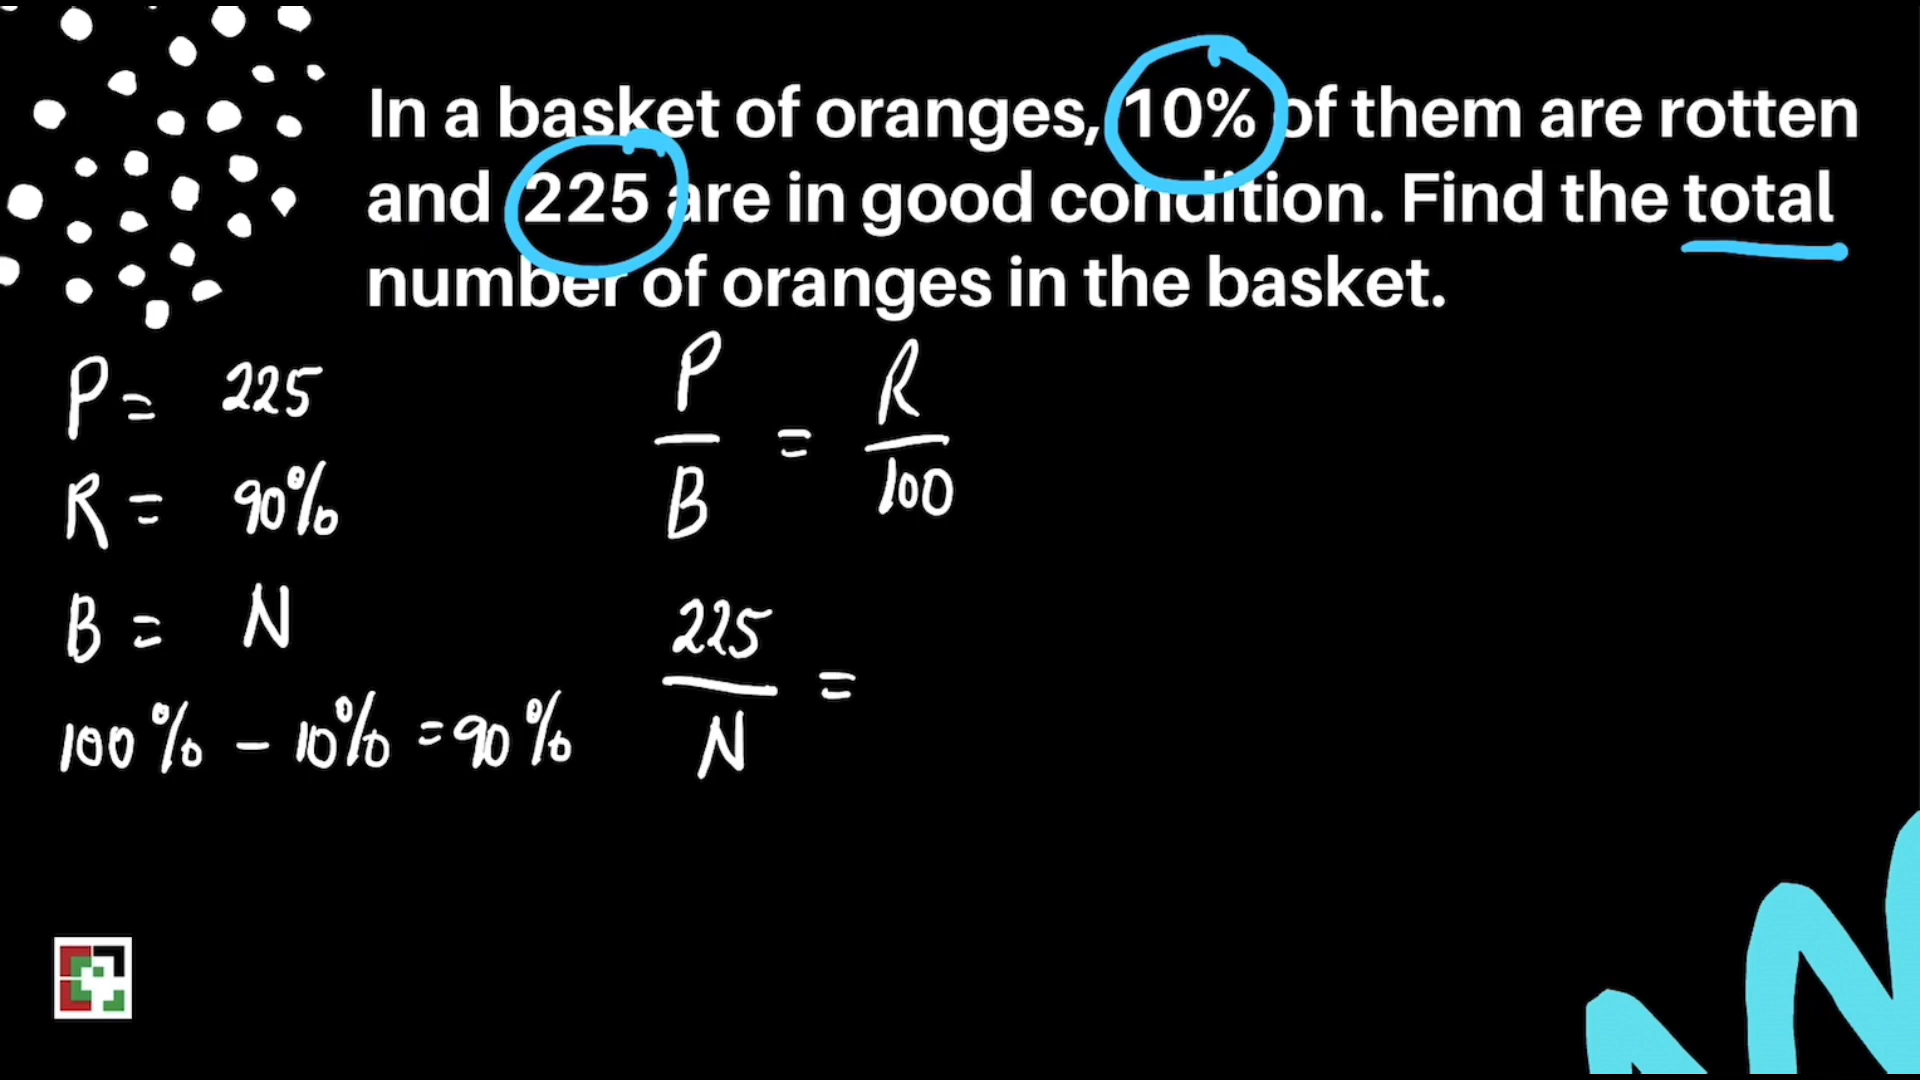 In a basket of oranges, 10% of them are rotten
and 225 are in good condition. Find the total
number of oranges in the basket.
P = 225
R = 90%
B = N
100% - 10% = 90%
P/B = R/100
225/N =